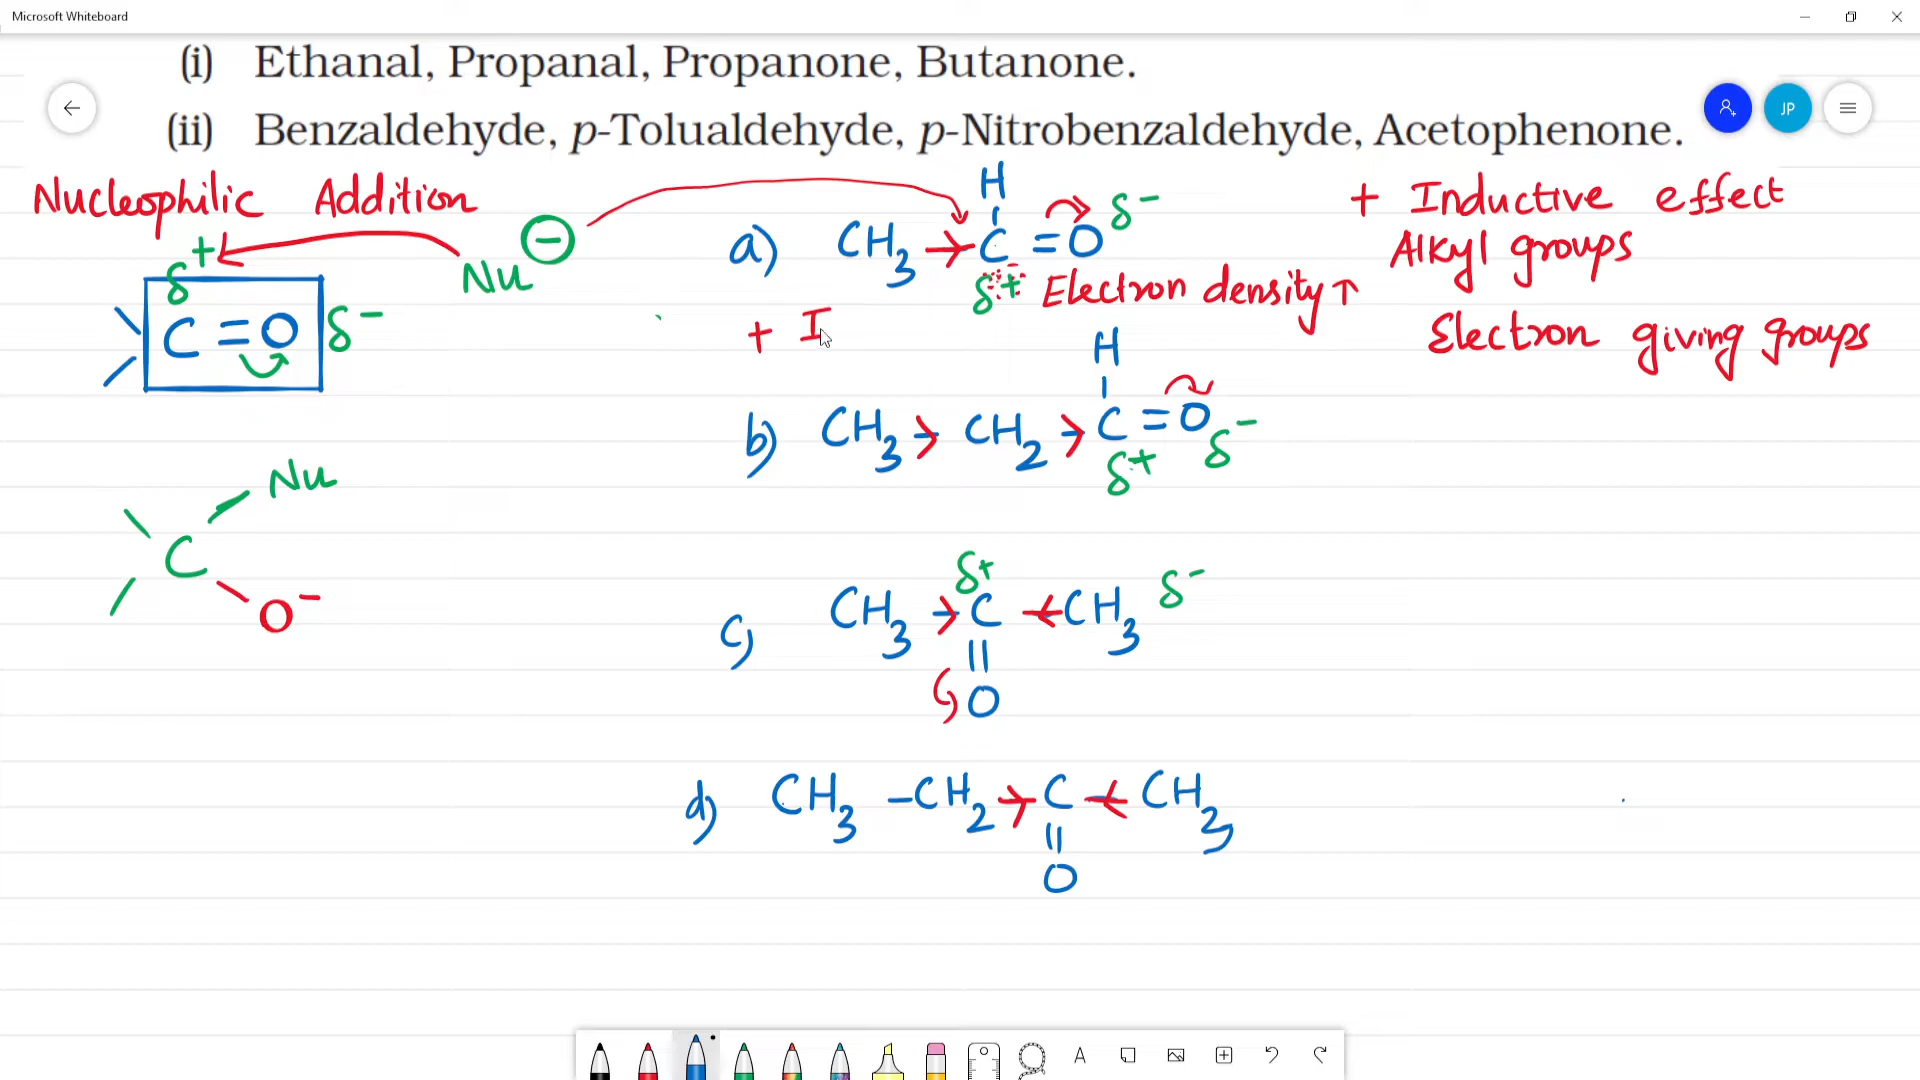 Microsoft Whiteboard
(i) Ethanal, Propanal, Propanone, Butanone.
(ii) Benzaldehyde, p-Tolualdehyde, p-Nitrobenzaldehyde, Acetophenone.
JP
Nucleophilic Addition
δ+
Nu
−
C=O δ−
Nu
C
O−
H
a) CH3 C =O δ−
δ+ Electron density ↑
+ I
H
b) CH3 CH2 C =O
δ+ δ−
δ+
c) CH3 C CH3 δ−
O
d) CH3 −CH2 C CH3
O
+ Inductive effect
Alkyl groups
Electron giving groups
A